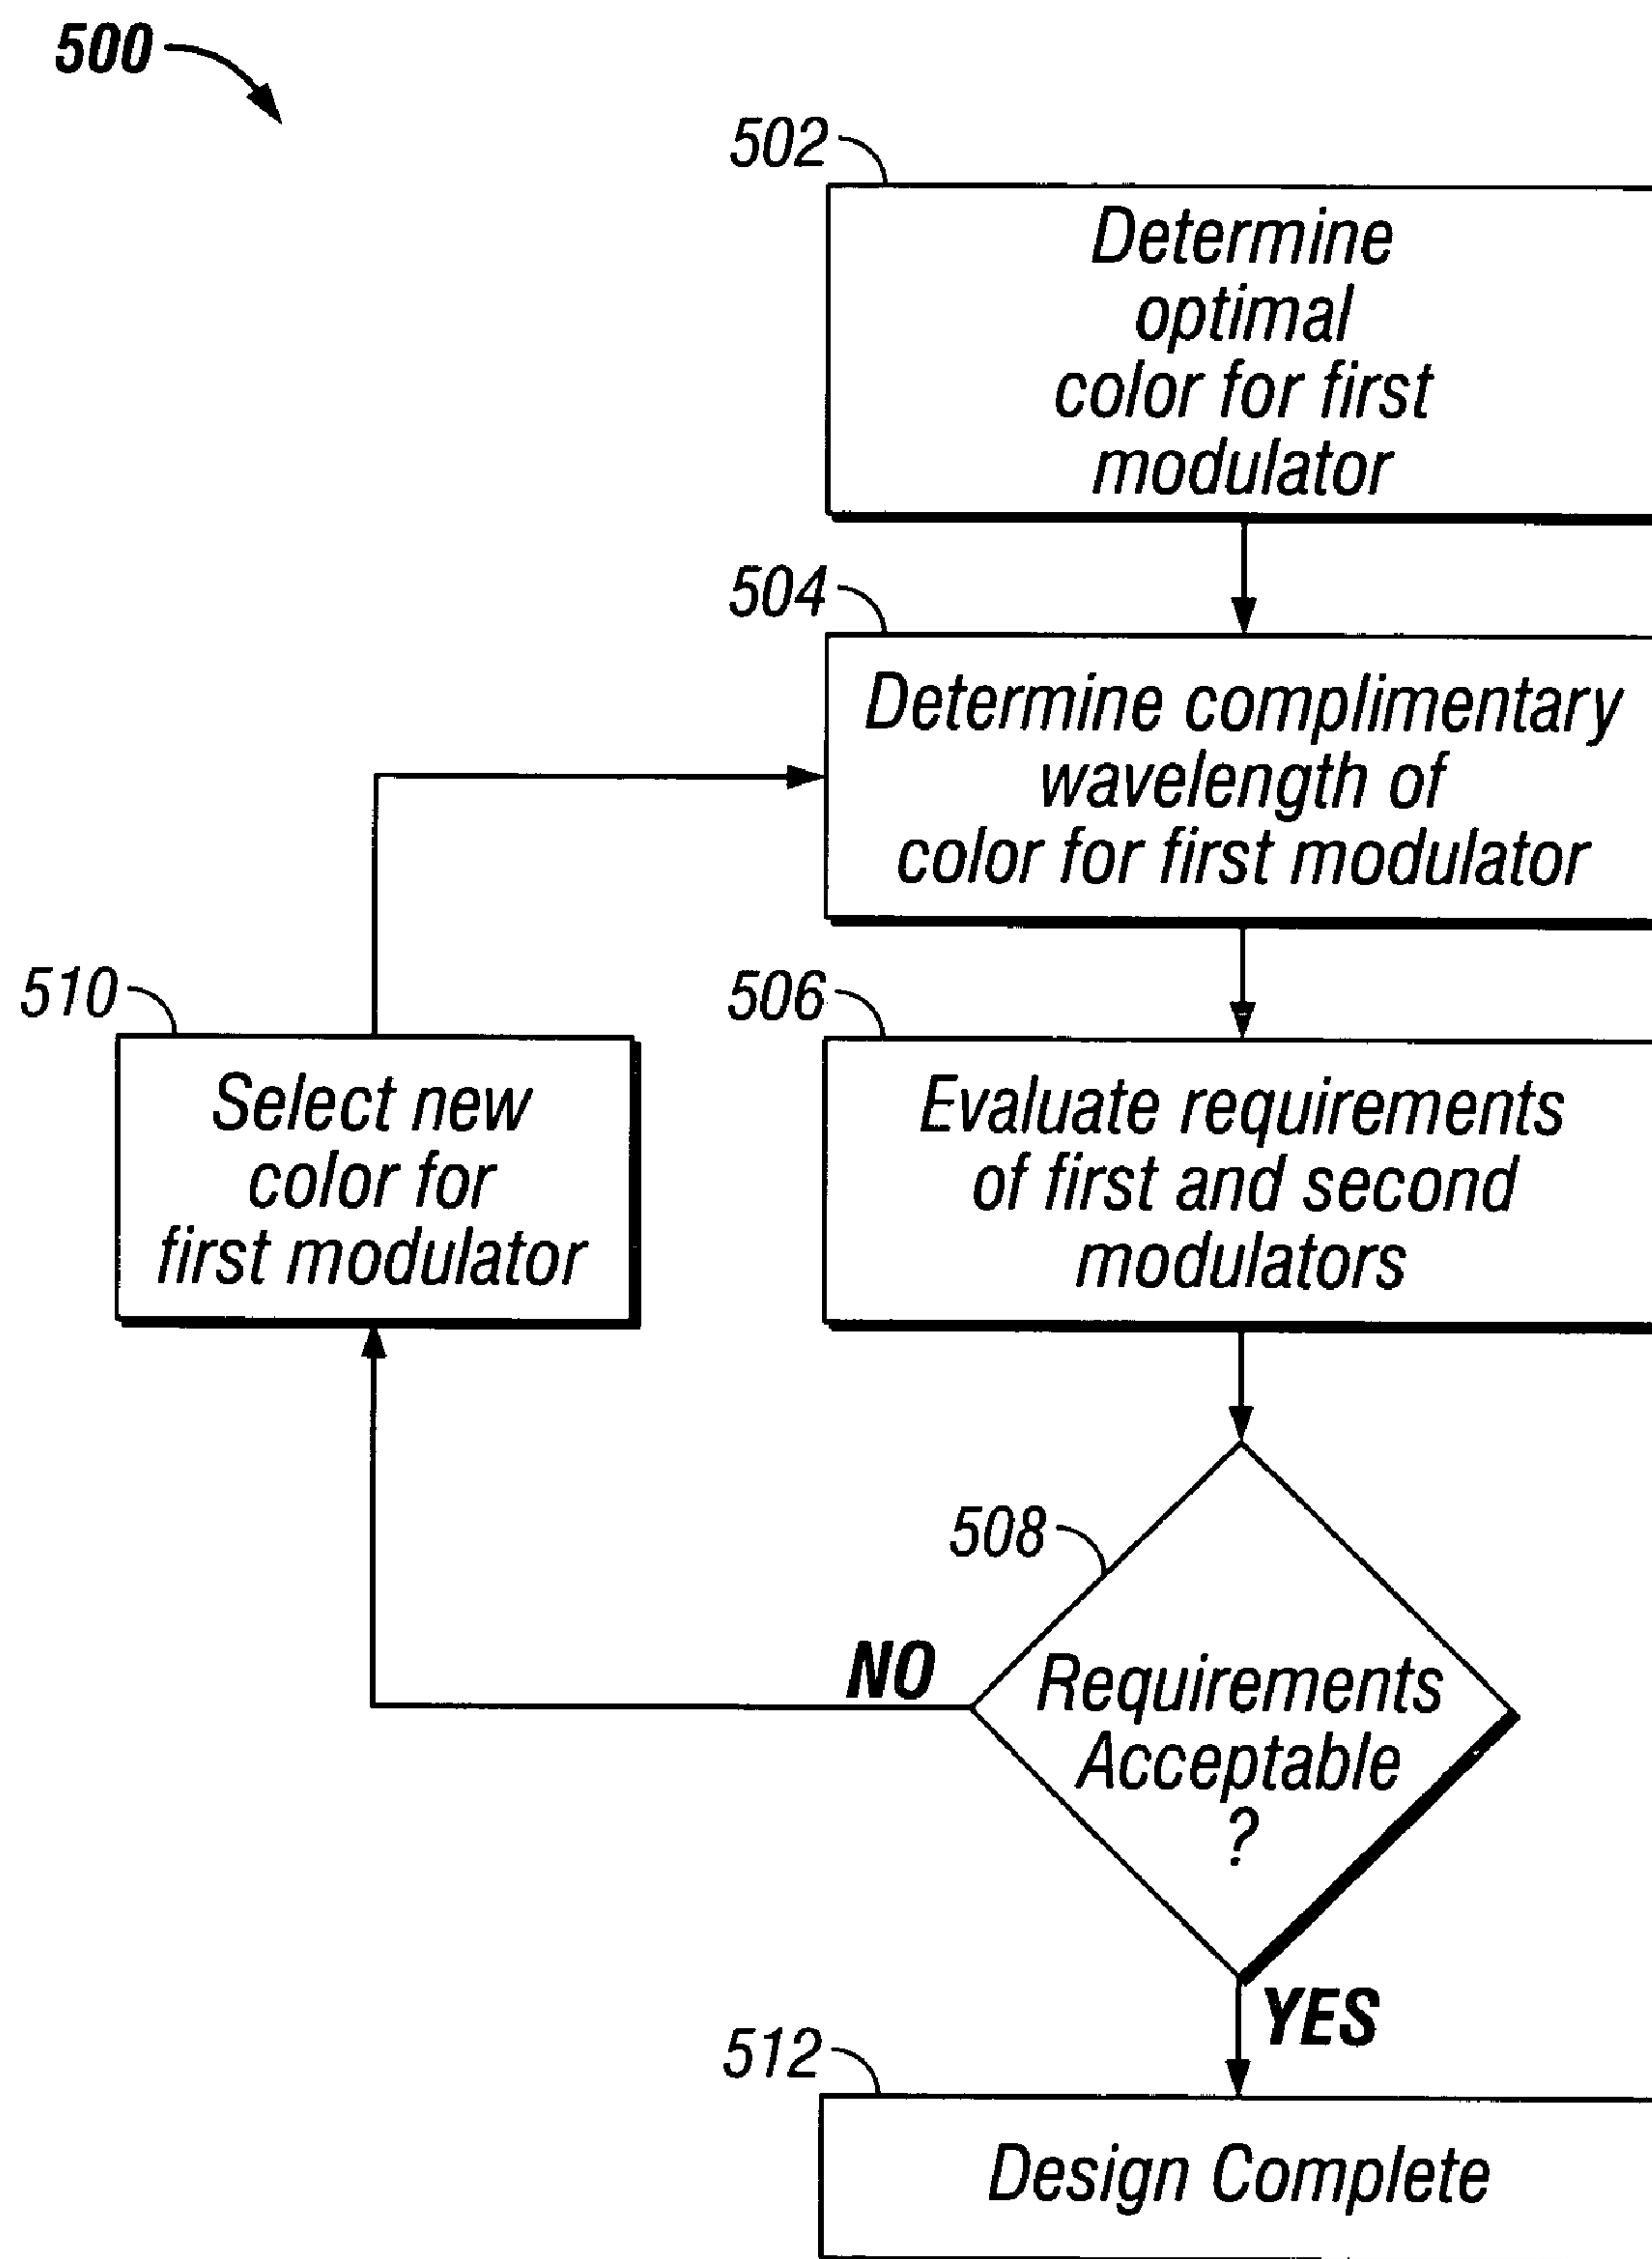 500
502
Determine
optimal
color for first
modulator
504
Determine complimentary
wavelength of
color for first modulator
510
Select new
color for
first modulator
506
Evaluate requirements
of first and second
modulators
508
Requirements
Acceptable
?
NO
YES
512
Design Complete